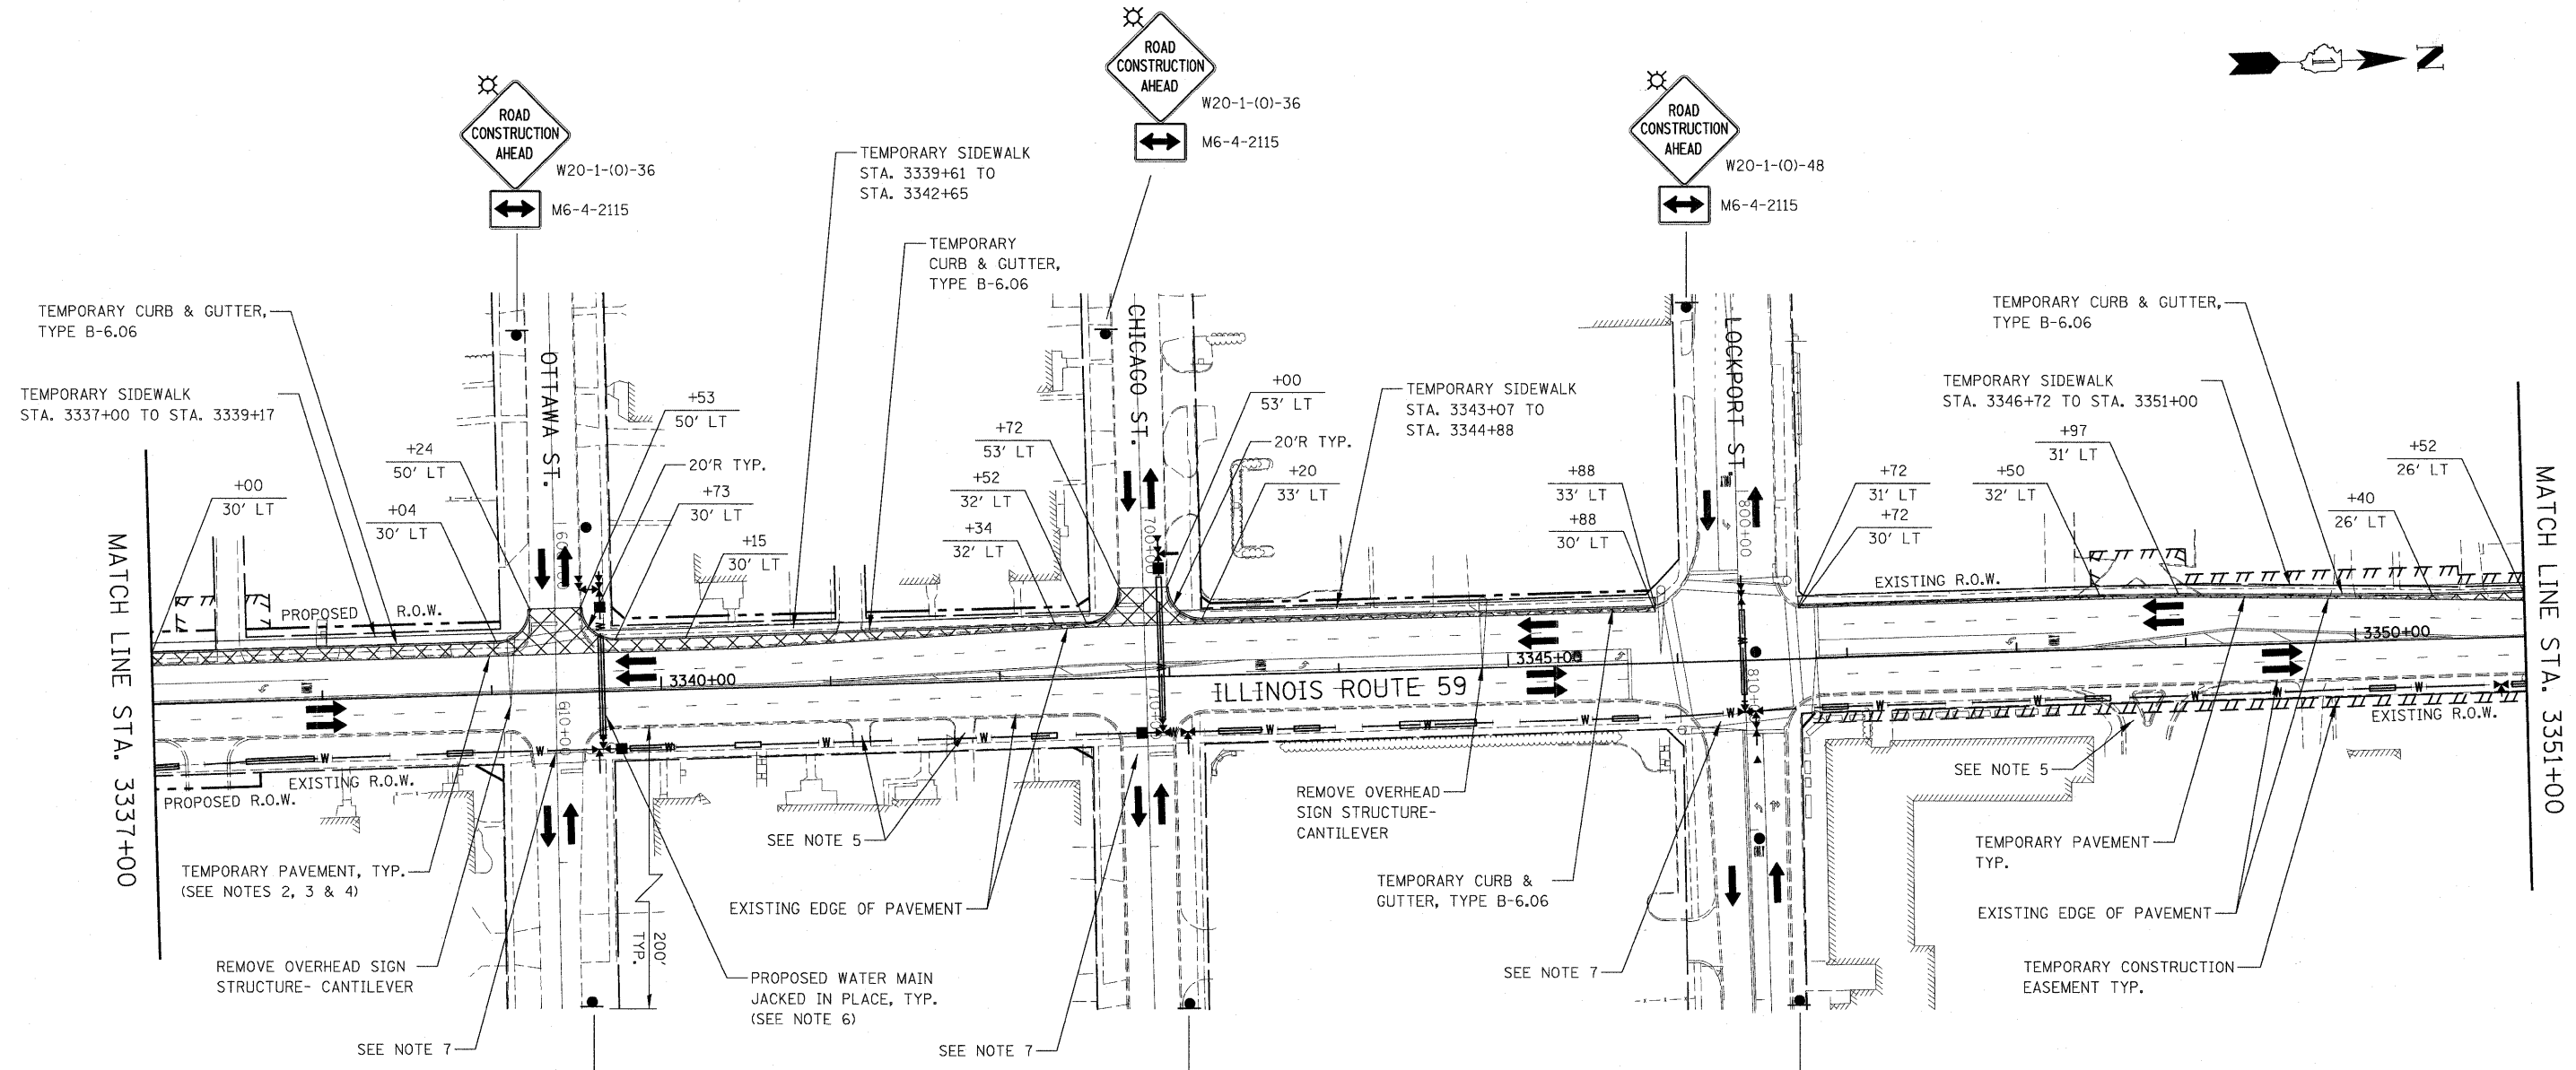 ROAD
CONSTRUCTION
AHEAD
W20-1-(O)-36
M6-4-2115
ROAD
CONSTRUCTION
AHEAD
W20-1-(O)-36
M6-4-2115
ROAD
CONSTRUCTION
AHEAD
W20-1-(O)-48
M6-4-2115
N
TEMPORARY SIDEWALK
STA. 3339+61 TO
STA. 3342+65
TEMPORARY
CURB & GUTTER,
TYPE B-6.06
TEMPORARY CURB & GUTTER,
TYPE B-6.06
TEMPORARY SIDEWALK
STA. 3337+00 TO STA. 3339+17
OTTAWA ST.
CHICAGO ST.
LOCKPORT ST.
TEMPORARY CURB & GUTTER,
TYPE B-6.06
TEMPORARY SIDEWALK
STA. 3346+72 TO STA. 3351+00
TEMPORARY SIDEWALK
STA. 3343+07 TO
STA. 3344+88
+00
30' LT
+24
50' LT
+04
30' LT
+53
50' LT
20'R TYP.
+73
30' LT
+15
30' LT
+72
53' LT
+52
32' LT
+34
32' LT
+00
53' LT
20'R TYP.
+20
33' LT
+88
33' LT
+88
30' LT
+72
31' LT
+72
30' LT
+50
32' LT
+97
31' LT
+40
26' LT
+52
26' LT
MATCH LINE STA. 3337+00
MATCH LINE STA. 3351+00
PROPOSED R.O.W.
EXISTING R.O.W.
700+00
800+00
610+00
810+00
3340+00
3345+00
3350+00
ILLINOIS ROUTE 59
W
W
W
W
W
W
W
W
W
W
W
W
W
EXISTING R.O.W.
PROPOSED R.O.W.
EXISTING R.O.W.
ONLY
SEE NOTE 5
SEE NOTE 5
TEMPORARY PAVEMENT, TYP.
(SEE NOTES 2, 3 & 4)
REMOVE OVERHEAD SIGN
STRUCTURE- CANTILEVER
SEE NOTE 7
200'
TYP.
EXISTING EDGE OF PAVEMENT
PROPOSED WATER MAIN
JACKED IN PLACE, TYP.
(SEE NOTE 6)
SEE NOTE 7
REMOVE OVERHEAD
SIGN STRUCTURE-
CANTILEVER
TEMPORARY CURB &
GUTTER, TYPE B-6.06
SEE NOTE 7
TEMPORARY PAVEMENT
TYP.
EXISTING EDGE OF PAVEMENT
TEMPORARY CONSTRUCTION
EASEMENT TYP.